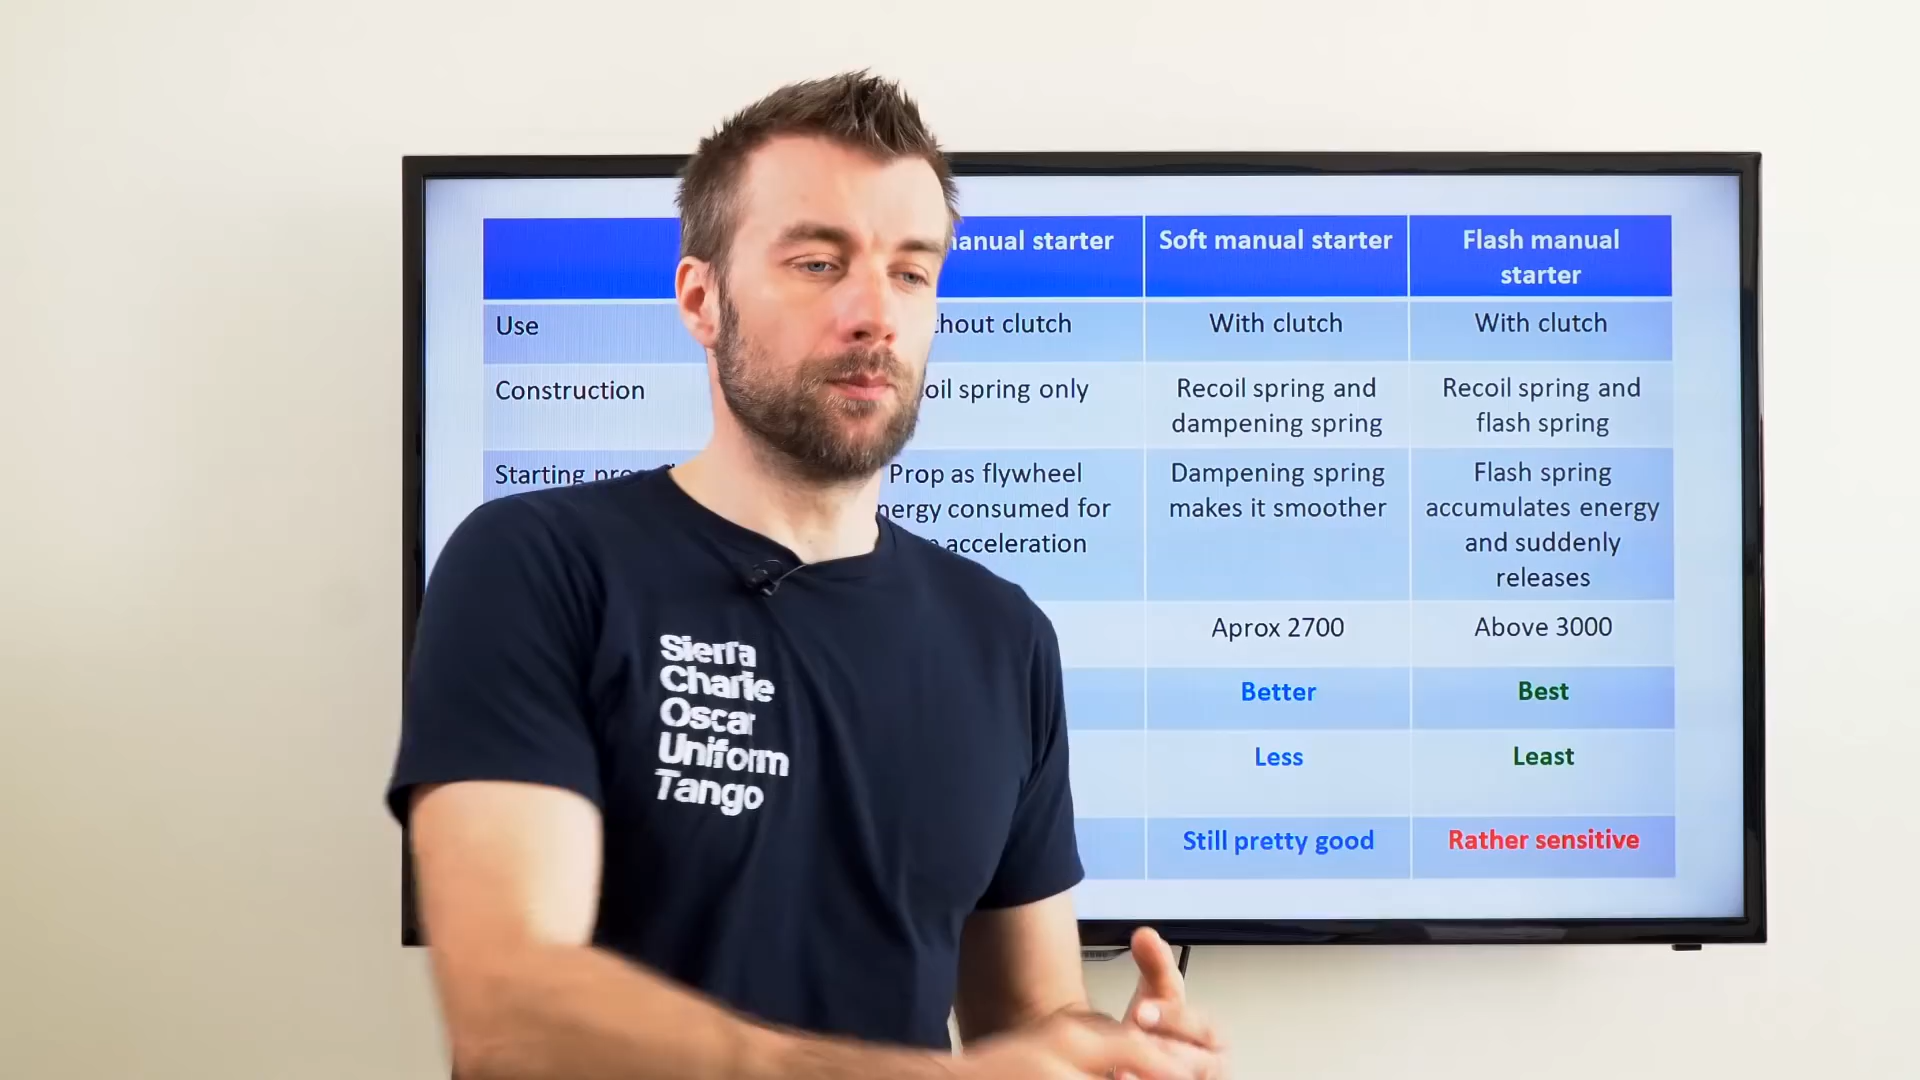 manual starter
Soft manual starter
Flash manual
starter
Use
clutch
With clutch
With clutch
Construction
spring only
Recoil spring and
dampening spring
Recoil spring and
flash spring
Starting
Prop as flywheel
consumed for
acceleration
Dampening spring
makes it smoother
Flash spring
accumulates energy
and suddenly
releases
Aprox 2700
Above 3000
Better
Best
Less
Least
Still pretty good
Rather sensitive
Sierra
Charlie
Oscar
Uniform
Tango